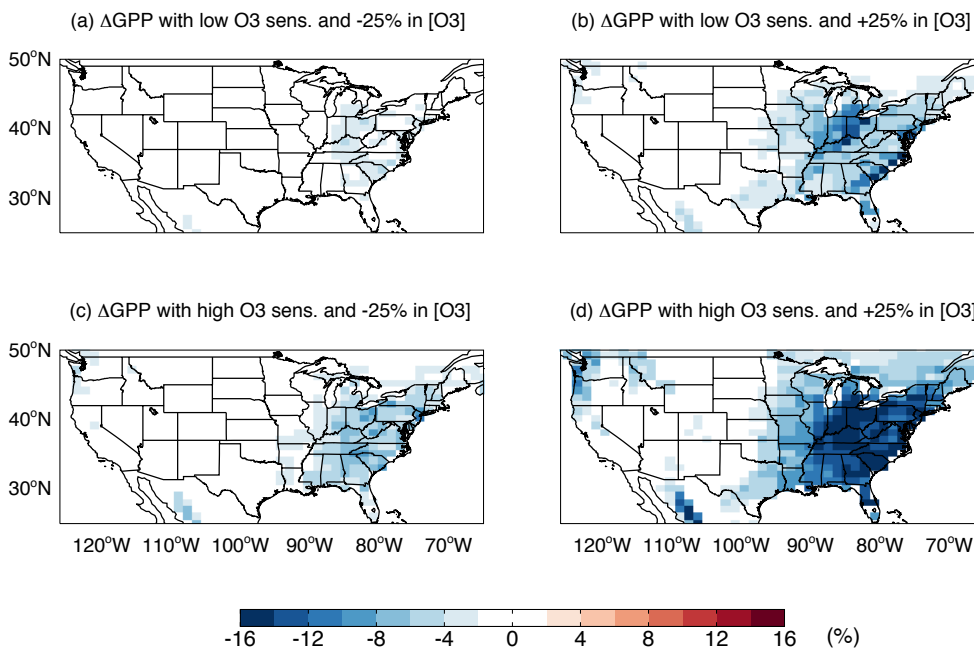 (a) ΔGPP with low O3 sens. and -25% in [O3]
(b) ΔGPP with low O3 sens. and +25% in [O3]
50°N
40°N
30°N
(c) ΔGPP with high O3 sens. and -25% in [O3]
(d) ΔGPP with high O3 sens. and +25% in [O3]
50°N
40°N
30°N
120°W 110°W 100°W 90°W 80°W 70°W
120°W 110°W 100°W 90°W 80°W 70°W
-16 -12 -8 -4 0 4 8 12 16 (%)